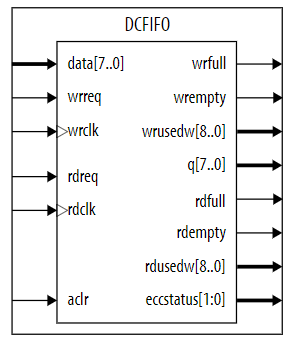 DCFIFO
data[7..0] wrfull
wrreq wrempty
wrclk wrusedw[8..0]
q[7..0]
rdreq rdfull
rdclk rdempty
rdusedw[8..0]
aclr eccstatus[1:0]